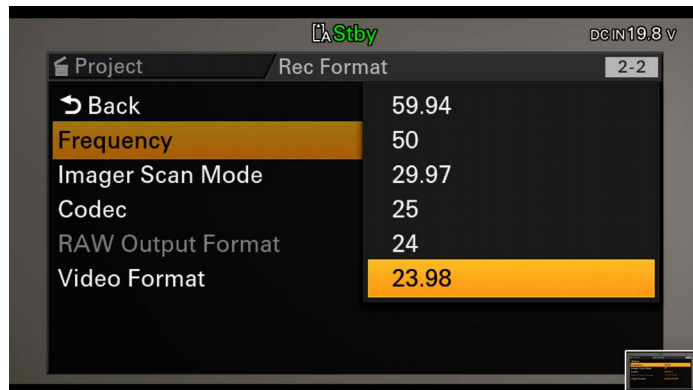 A Stby DC IN 19.8 V
Project Rec Format 2-2
Back 59.94
Frequency 50
Imager Scan Mode 29.97
Codec 25
RAW Output Format 24
Video Format 23.98